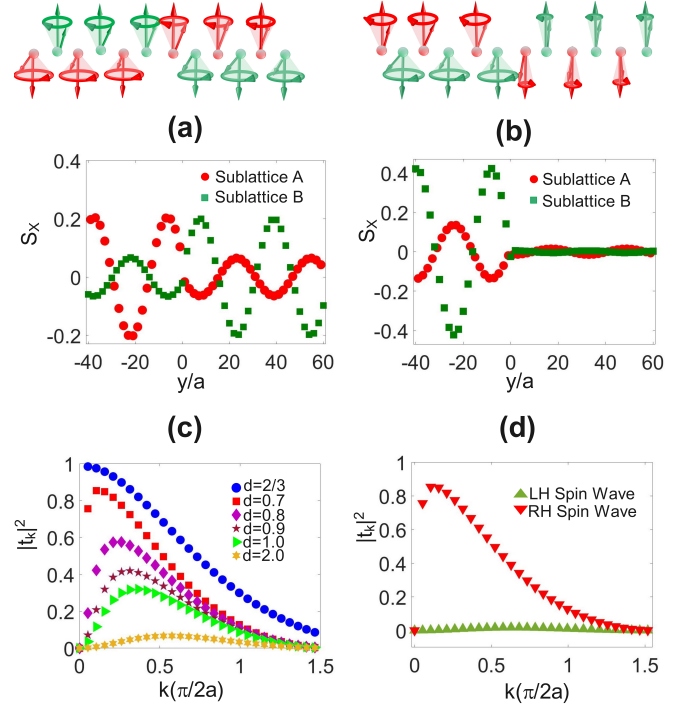 (a)
(b)
0.4
0.2
0
-0.2
Sx
Sublattice A
Sublattice B
-40
-20
0
20
40
60
y/a
0.4
0.2
0
-0.2
-0.4
Sx
Sublattice A
Sublattice B
-40
-20
0
20
40
60
y/a
(c)
(d)
1
0.8
0.6
0.4
0.2
0
|tk|²
d=2/3
d=0.7
d=0.8
d=0.9
d=1.0
d=2.0
0
0.5
1
1.5
k(π/2a)
1
0.8
0.6
0.4
0.2
0
|tk|²
LH Spin Wave
RH Spin Wave
0
0.5
1
1.5
k(π/2a)